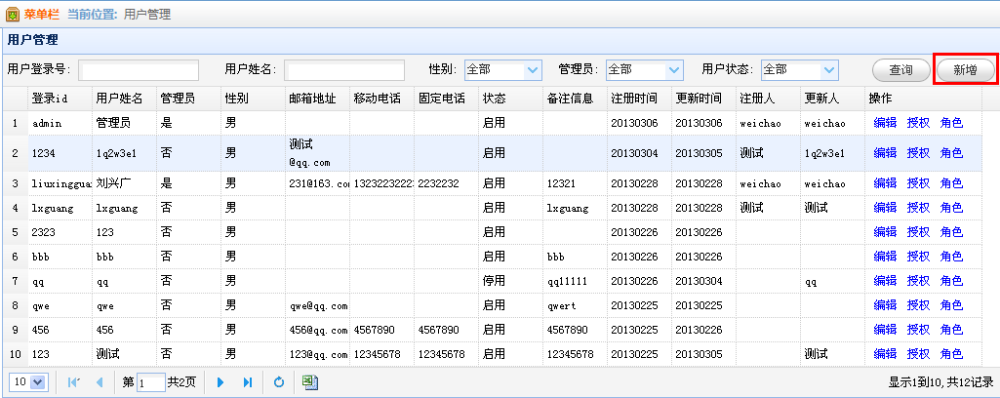 菜单栏 当前位置: 用户管理
用户管理
用户登录号: 用户姓名: 性别: 全部 管理员: 全部 用户状态: 全部 查询 新增
登录id 用户姓名 管理员 性别 邮箱地址 移动电话 固定电话 状态 备注信息 注册时间 更新时间 注册人 更新人 操作
1 admin 管理员 是 男 启用 20130306 20130306 weichao weichao 编辑 授权 角色
2 1234 1q2w3e1 否 男 测试 @qq.com 启用 20130304 20130305 测试 1q2w3e1 编辑 授权 角色
3 liuxinggua 刘兴广 是 男 231@163.com 1323223222 2232232 启用 12321 20130228 20130228 weichao weichao 编辑 授权 角色
4 lxguang lxguang 否 男 启用 lxguang 20130228 20130228 测试 测试 编辑 授权 角色
5 2323 123 否 男 启用 20130226 20130226 编辑 授权 角色
6 bbb bbb 否 男 启用 bbb 20130226 20130226 编辑 授权 角色
7 qq qq 否 男 停用 qq11111 20130226 20130304 qq 编辑 授权 角色
8 qwe qwe 否 男 qwe@qq.com 启用 qwert 20130225 20130225 编辑 授权 角色
9 456 456 否 男 456@qq.com 4567890 4567890 启用 4567890 20130225 20130226 编辑 授权 角色
10 123 测试 否 男 123@qq.com 12345678 12345678 启用 12345678 20130225 20130305 测试 编辑 授权 角色
10 第 1 共2页 显示1到10, 共12记录